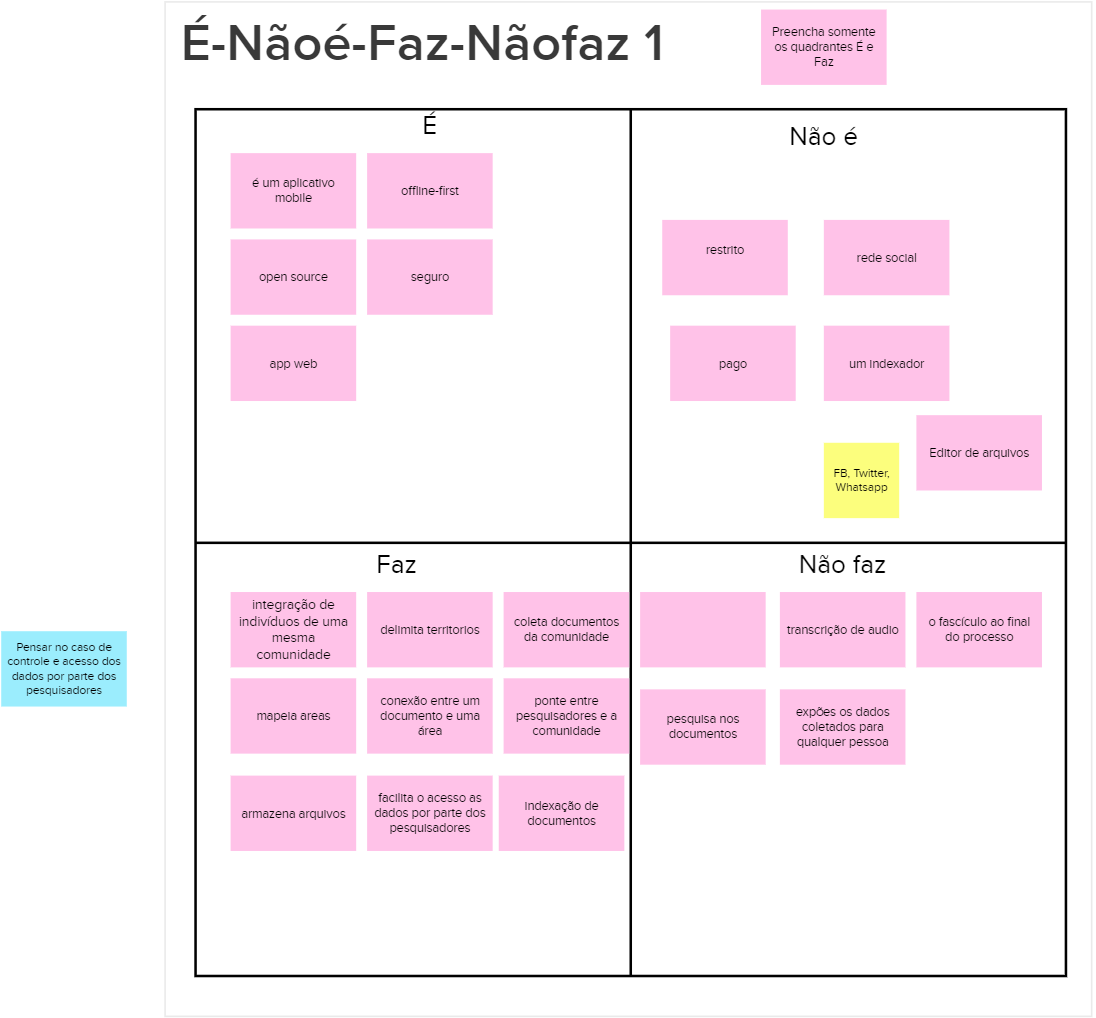 É-Nãoé-Faz-Nãofaz 1
Preencha somente
os quadrantes É e
Faz
É
é um aplicativo
mobile
offline-first
open source
seguro
app web
Não é
restrito
rede social
pago
um indexador
Editor de arquivos
FB, Twitter,
Whatsapp
Pensar no caso de
controle e acesso dos
dados por parte dos
pesquisadores
Faz
integração de
indivíduos de uma
mesma
comunidade
delimita territorios
coleta documentos
da comunidade
mapeia areas
conexão entre um
documento e uma
área
ponte entre
pesquisadores e a
comunidade
armazena arquivos
facilita o acesso as
dados por parte dos
pesquisadores
indexação de
documentos
Não faz
transcrição de audio
o fascículo ao final
do processo
pesquisa nos
documentos
expões os dados
coletados para
qualquer pessoa